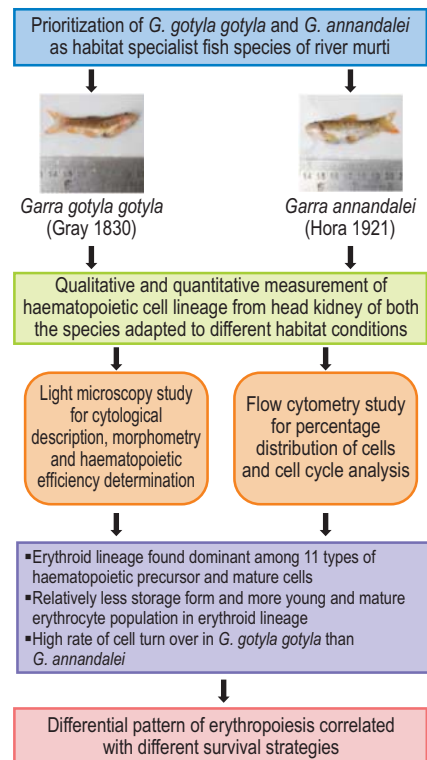 Prioritization of G. gotyla gotyla and G. annandalei
as habitat specialist fish species of river murti
Garra gotyla gotyla
(Gray 1830)
Garra annandalei
(Hora 1921)
Qualitative and quantitative measurement of
haematopoietic cell lineage from head kidney of both
the species adapted to different habitat conditions
Light microscopy study
for cytological
description, morphometry
and haematopoietic
efficiency determination
Flow cytometry study
for percentage
distribution of cells
and cell cycle analysis
▪Erythroid lineage found dominant among 11 types of
haematopoietic precursor and mature cells
▪Relatively less storage form and more young and mature
erythrocyte population in erythroid lineage
▪High rate of cell turn over in G. gotyla gotyla than
G. annandalei
Differential pattern of erythropoiesis correlated
with different survival strategies